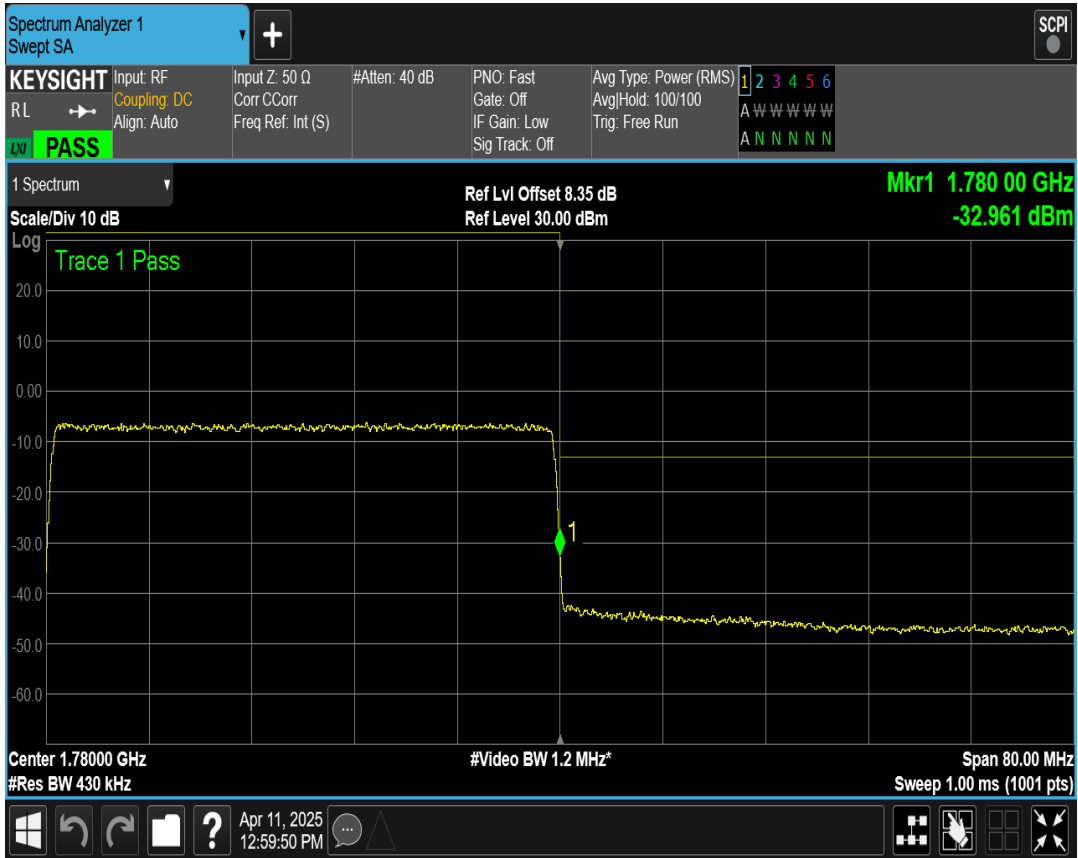 Spectrum Analyzer 1
Swept SA
+
SCPI
KEYSIGHT
RL
LXI PASS
Input: RF
Coupling: DC
Align: Auto
Input Z: 50 Ω
Corr CCorr
Freq Ref: Int (S)
#Atten: 40 dB
PNO: Fast
Gate: Off
IF Gain: Low
Sig Track: Off
Avg Type: Power (RMS)
Avg|Hold: 100/100
Trig: Free Run
1 2 3 4 5 6
A W W W W W
A N N N N N
1 Spectrum
Scale/Div 10 dB
Ref Lvl Offset 8.35 dB
Ref Level 30.00 dBm
Mkr1 1.780 00 GHz
-32.961 dBm
Log
Trace 1 Pass
20.0
10.0
0.00
-10.0
-20.0
-30.0
-40.0
-50.0
-60.0
1
Center 1.78000 GHz
#Res BW 430 kHz
#Video BW 1.2 MHz*
Span 80.00 MHz
Sweep 1.00 ms (1001 pts)
?
Apr 11, 2025
12:59:50 PM